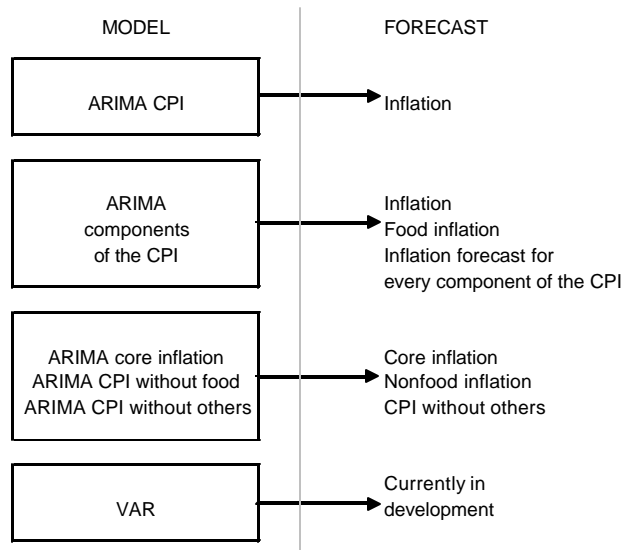 MODEL
FORECAST
ARIMA CPI
Inflation
ARIMA
components
of the CPI
Inflation
Food inflation
Inflation forecast for
every component of the CPI
ARIMA core inflation
ARIMA CPI without food
ARIMA CPI without others
Core inflation
Nonfood inflation
CPI without others
VAR
Currently in
development